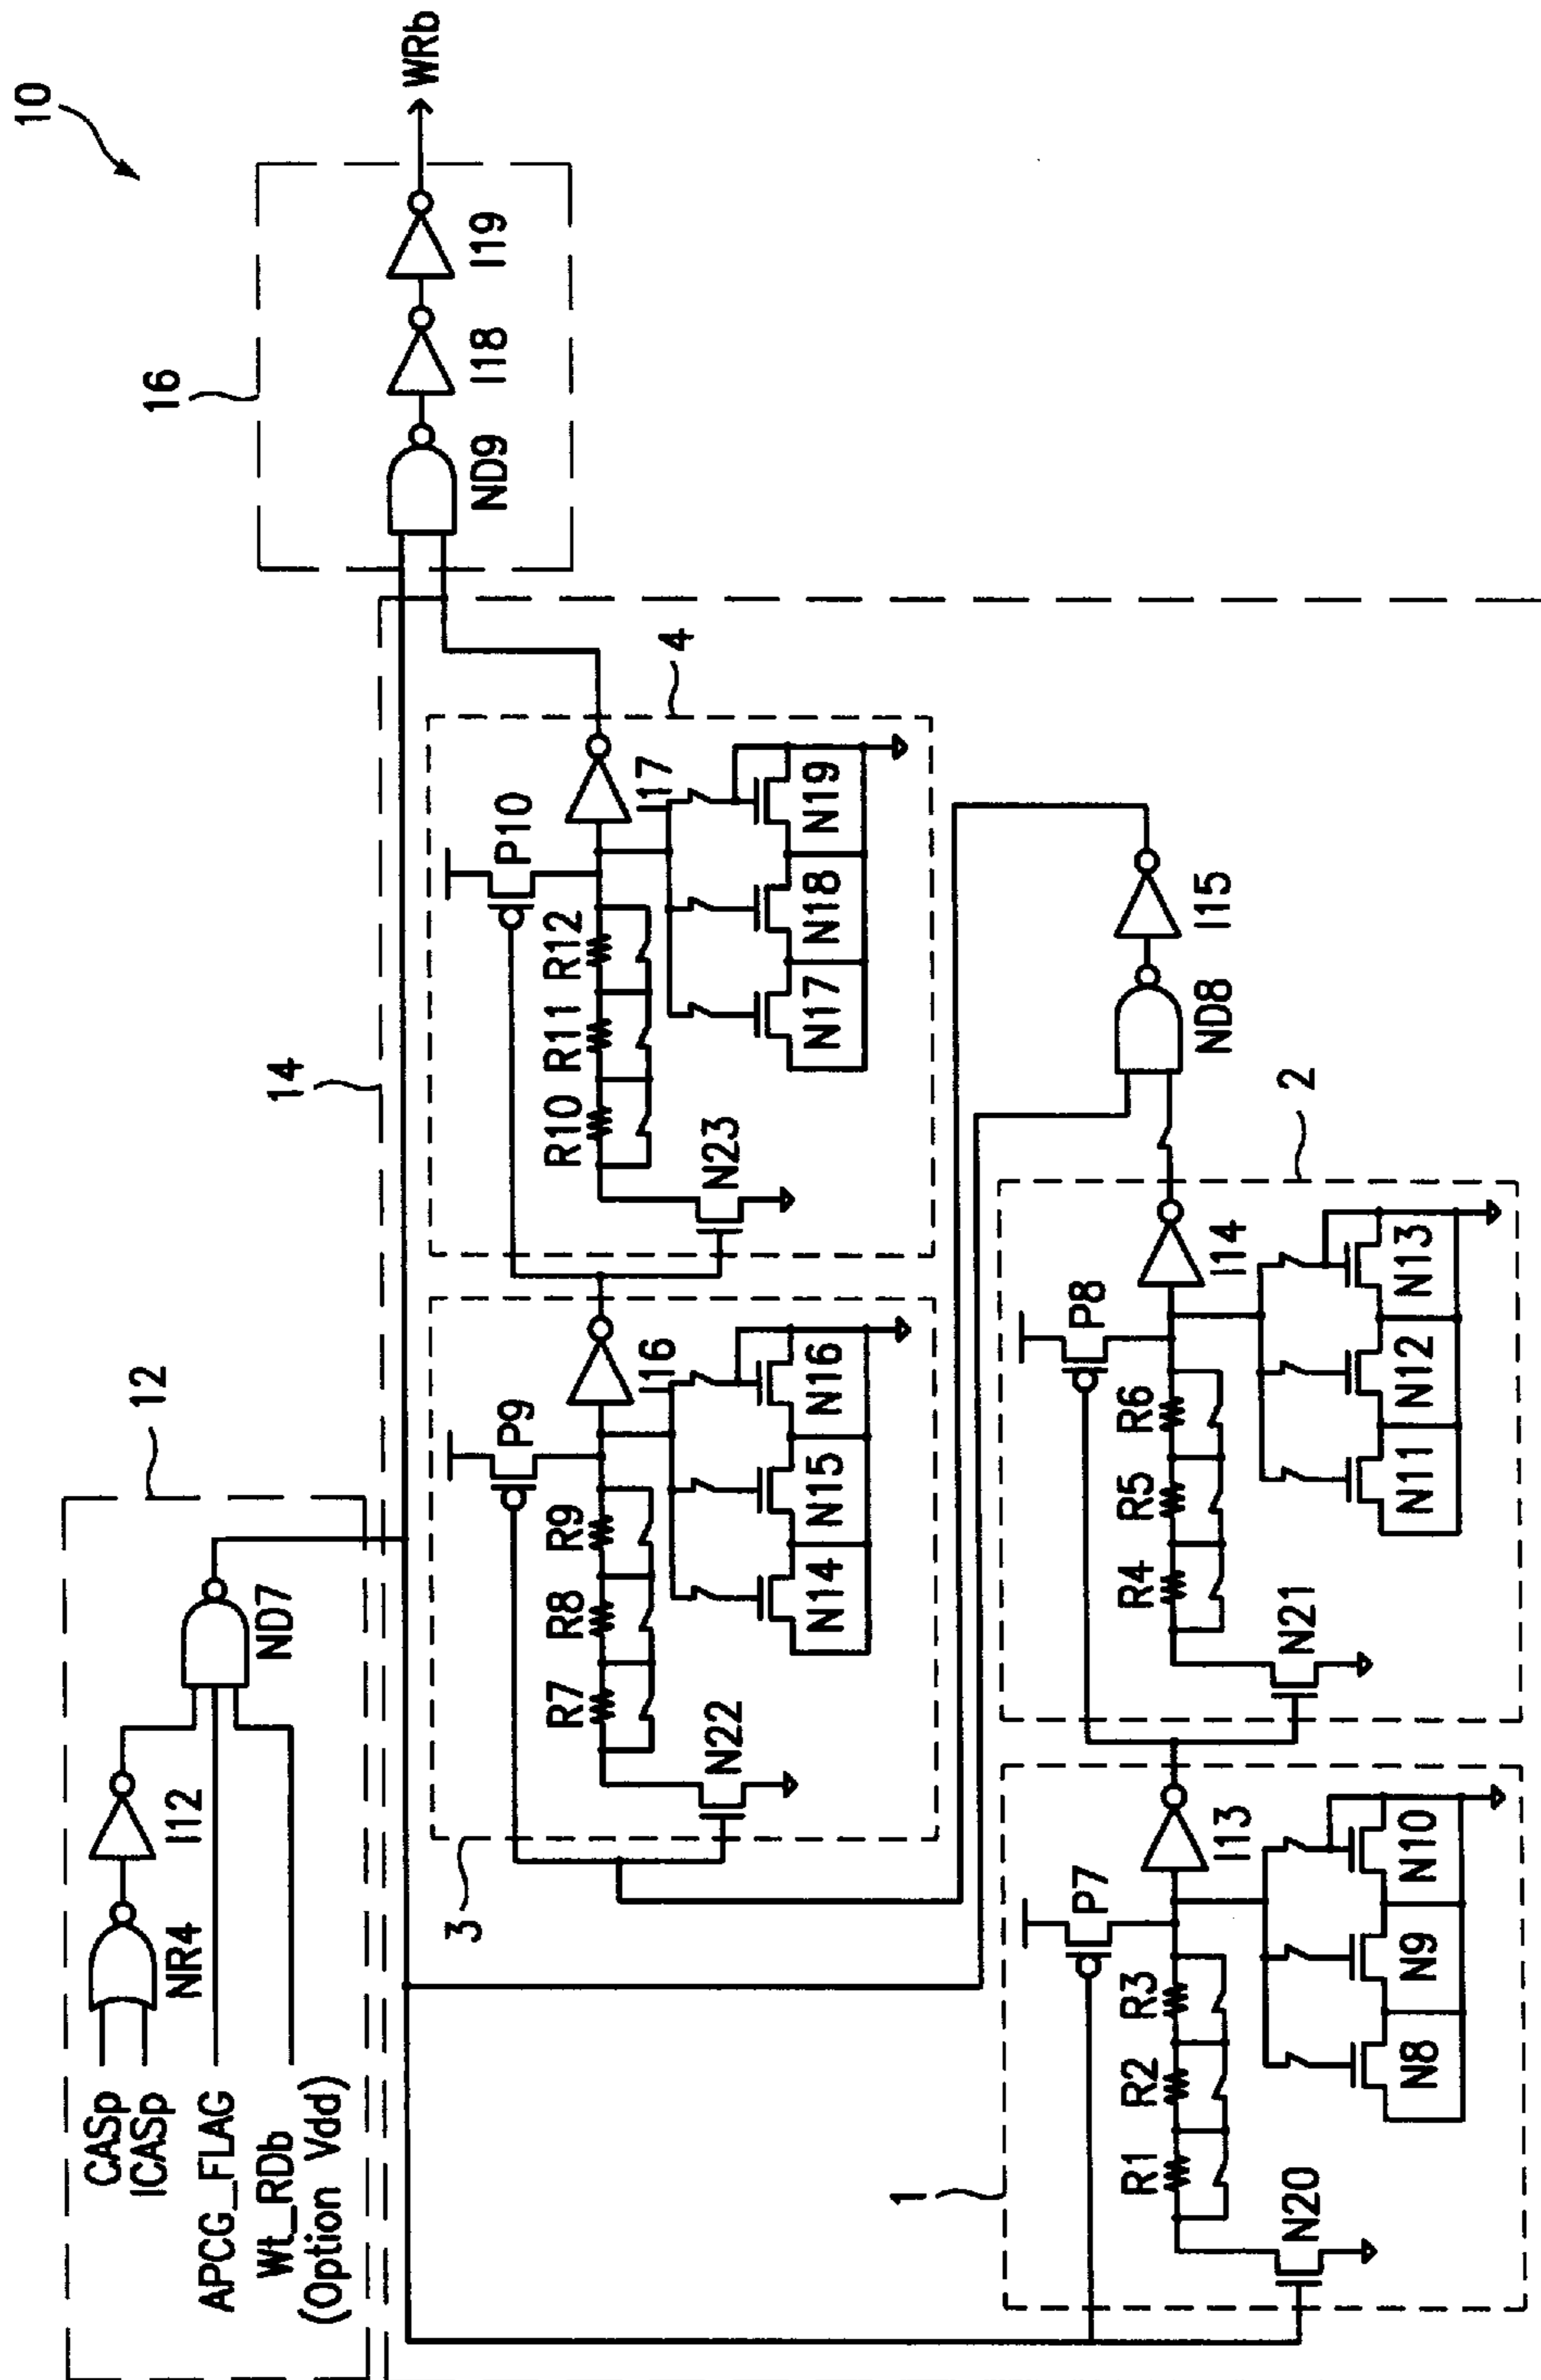 10
12
CASp
ICASp
APCG_FLAG
Wt_RDb
(Option Vdd)
NR4
I12
ND7
14
16
ND9
I18
I19
WRb
3
P9
R7 R8 R9
I16
N22
N14 N15 N16
4
P10
R10 R11 R12
I17
N23
N17 N18 N19
1
P7
R1 R2 R3
I13
N20
N8 N9 N10
2
P8
R4 R5 R6
I14
N21
N11 N12 N13
ND8
I15